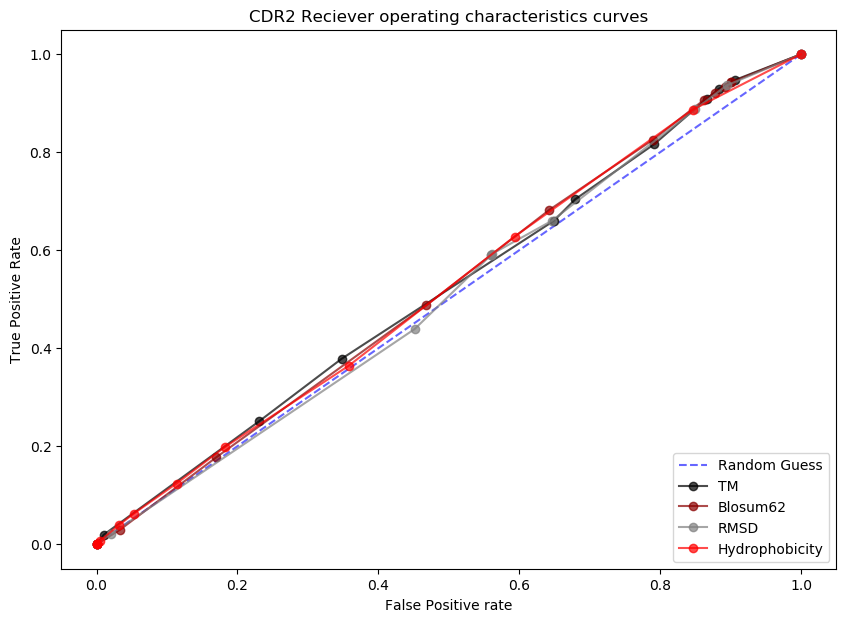 CDR2 Reciever operating characteristics curves
True Positive Rate
1.0
0.8
0.6
0.4
0.2
0.0
0.0 0.2 0.4 0.6 0.8 1.0
False Positive rate
Random Guess
TM
Blosum62
RMSD
Hydrophobicity